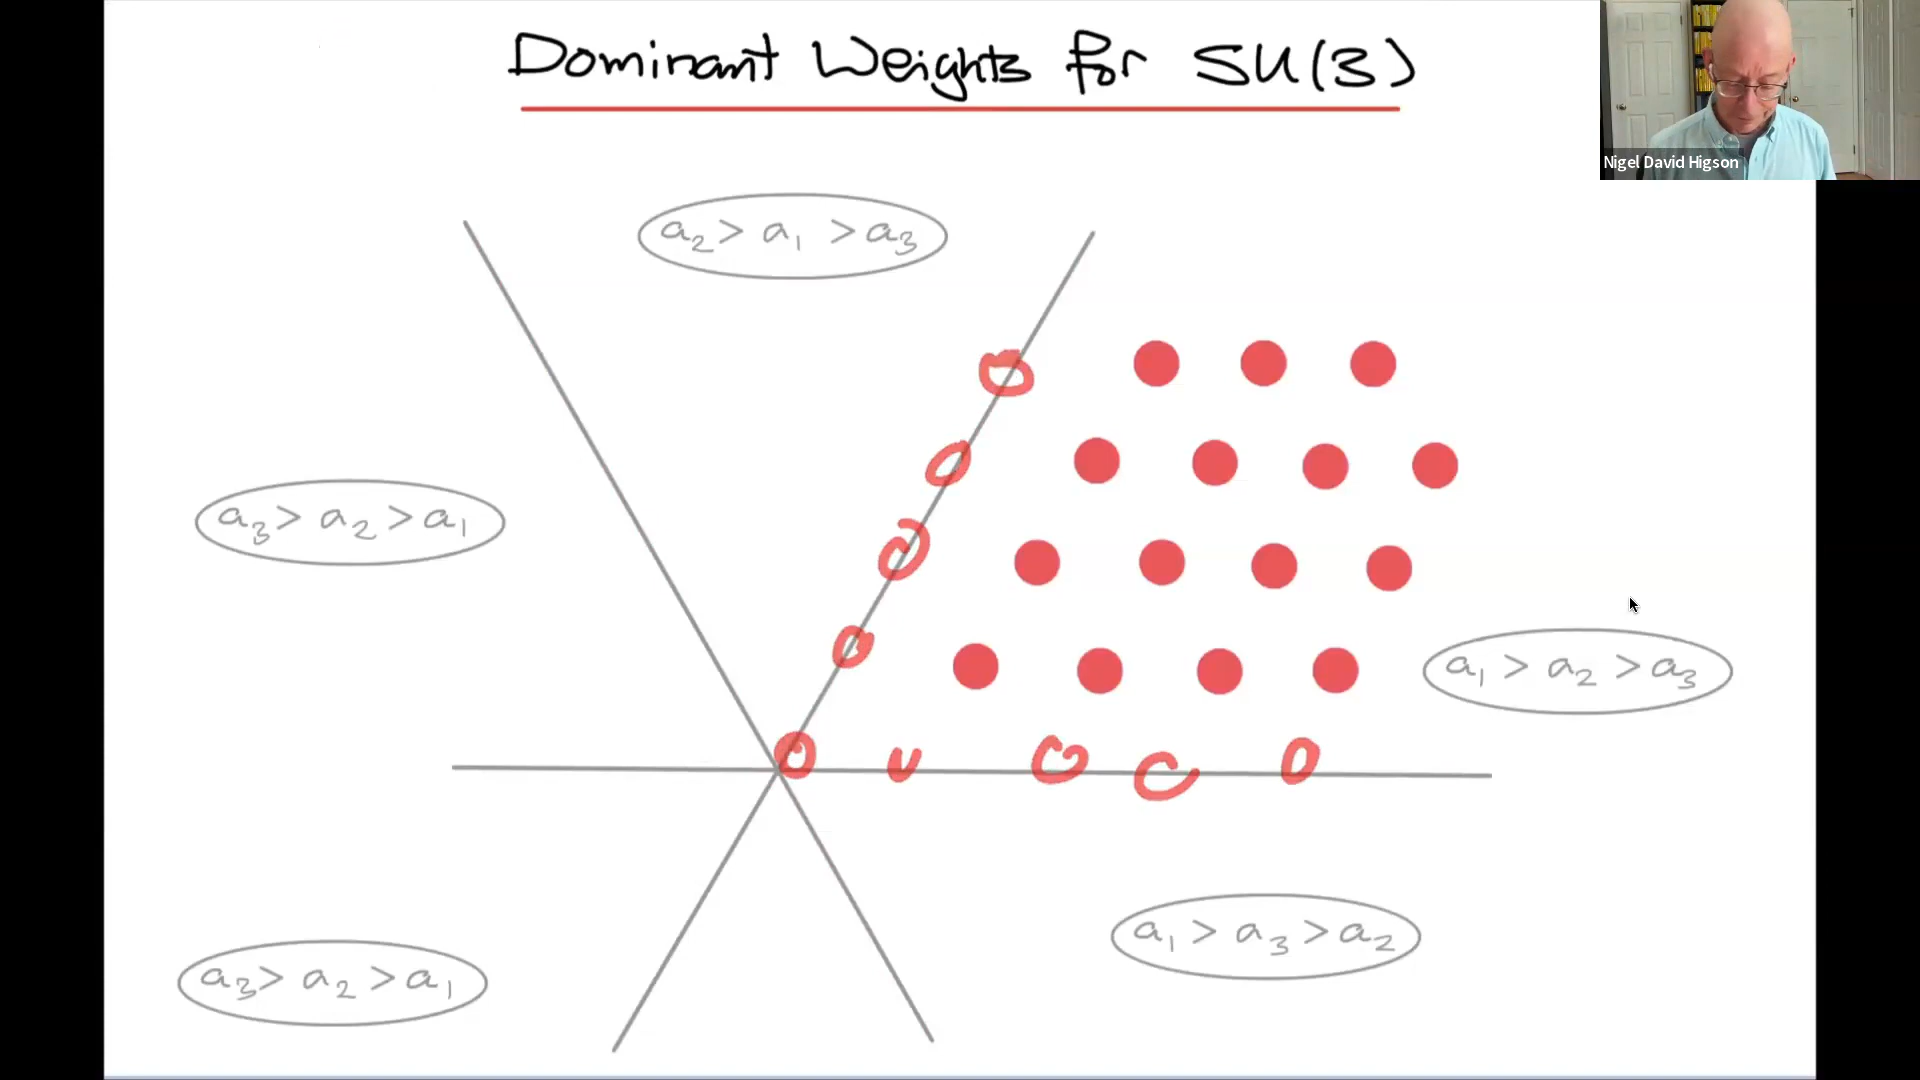 Dominant Weights for SU(3)
Nigel David Higson
a₂ > a₁ > a₃
a₃ > a₂ > a₁
a₁ > a₂ > a₃
a₁ > a₃ > a₂
a₃ > a₂ > a₁